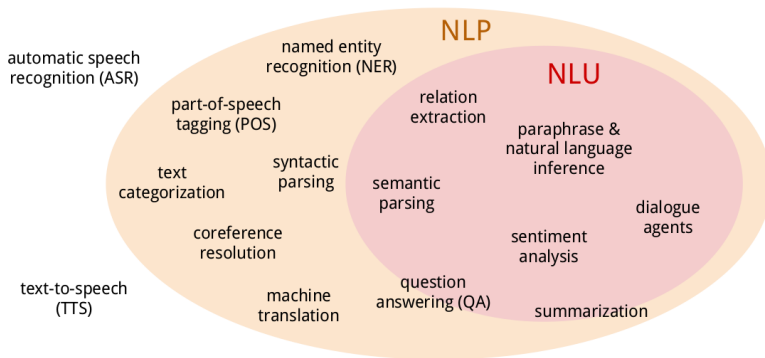 NLP
NLU
automatic speech
recognition (ASR)
named entity
recognition (NER)
relation
extraction
part-of-speech
tagging (POS)
paraphrase &
natural language
inference
text
categorization
syntactic
parsing
semantic
parsing
dialogue
agents
coreference
resolution
sentiment
analysis
text-to-speech
(TTS)
machine
translation
question
answering (QA)
summarization